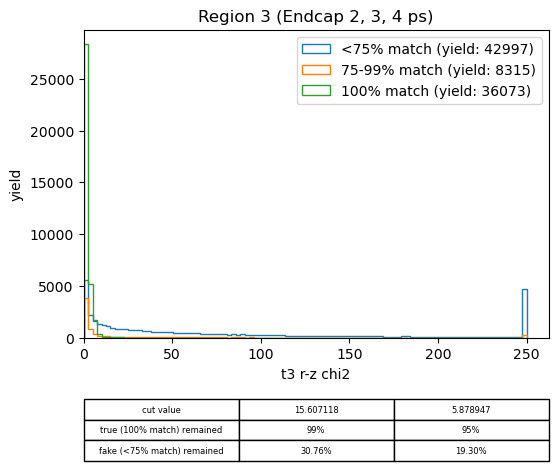 Region 3 (Endcap 2, 3, 4 ps)
<75% match (yield: 42997)
75-99% match (yield: 8315)
100% match (yield: 36073)
yield
25000
20000
15000
10000
5000
0
0 50 100 150 200 250
t3 r-z chi2
cut value 15.607118 5.878947
true (100% match) remained 99% 95%
fake (<75% match) remained 30.76% 19.30%